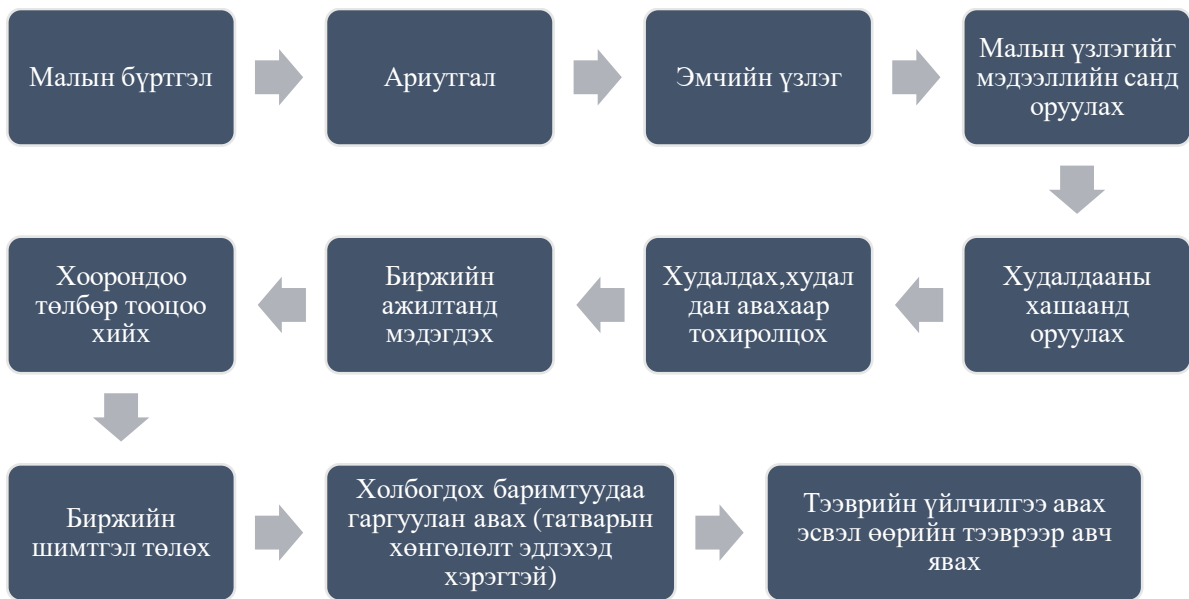 Малын бүртгэл
Ариутгал
Эмчийн үзлэг
Малын үзлэгийг
мэдээллийн санд
оруулах
Худалдааны
хашаанд
оруулах
Худалдах,худал
дан авахаар
тохиролцох
Биржийн
ажилтанд
мэдэгдэх
Хоорондоо
төлбөр тооцоо
хийх
Биржийн
шимтгэл төлөх
Холбогдох баримтуудаа
гаргуулан авах (татварын
хөнгөлөлт эдлэхэд
хэрэгтэй)
Тээврийн үйлчилгээ авах
эсвэл өөрийн тээврээр авч
явах